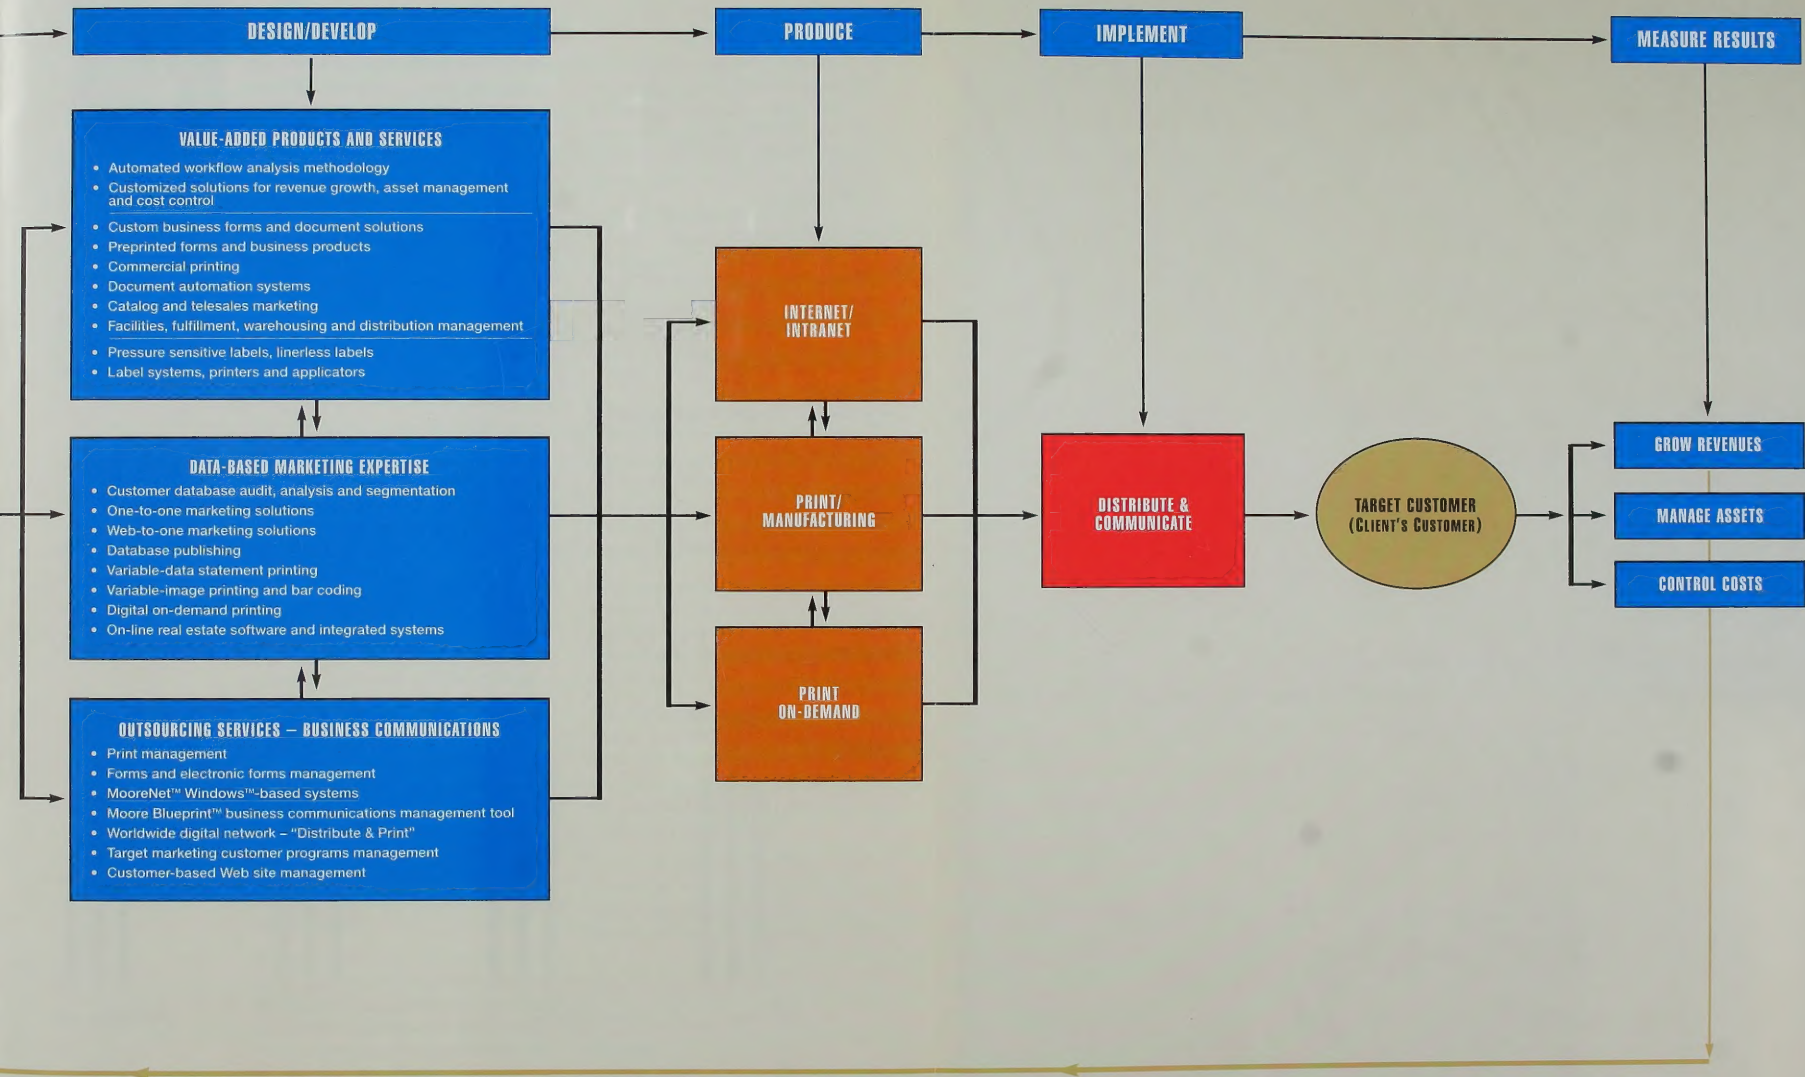 DESIGN/DEVELOP
PRODUCE
IMPLEMENT
MEASURE RESULTS
VALUE-ADDED PRODUCTS AND SERVICES
• Automated workflow analysis methodology
• Customized solutions for revenue growth, asset management
and cost control
• Custom business forms and document solutions
• Preprinted forms and business products
• Commercial printing
• Document automation systems
• Catalog and telesales marketing
• Facilities, fulfillment, warehousing and distribution management
• Pressure sensitive labels, linerless labels
• Label systems, printers and applicators
DATA-BASED MARKETING EXPERTISE
• Customer database audit, analysis and segmentation
• One-to-one marketing solutions
• Web-to-one marketing solutions
• Database publishing
• Variable-data statement printing
• Variable-image printing and bar coding
• Digital on-demand printing
• On-line real estate software and integrated systems
OUTSOURCING SERVICES – BUSINESS COMMUNICATIONS
• Print management
• Forms and electronic forms management
• MooreNet™ Windows™-based systems
• Moore Blueprint™ business communications management tool
• Worldwide digital network – "Distribute & Print"
• Target marketing customer programs management
• Customer-based Web site management
INTERNET/
INTRANET
PRINT/
MANUFACTURING
PRINT
ON-DEMAND
DISTRIBUTE &
COMMUNICATE
TARGET CUSTOMER
(CLIENT'S CUSTOMER)
GROW REVENUES
MANAGE ASSETS
CONTROL COSTS